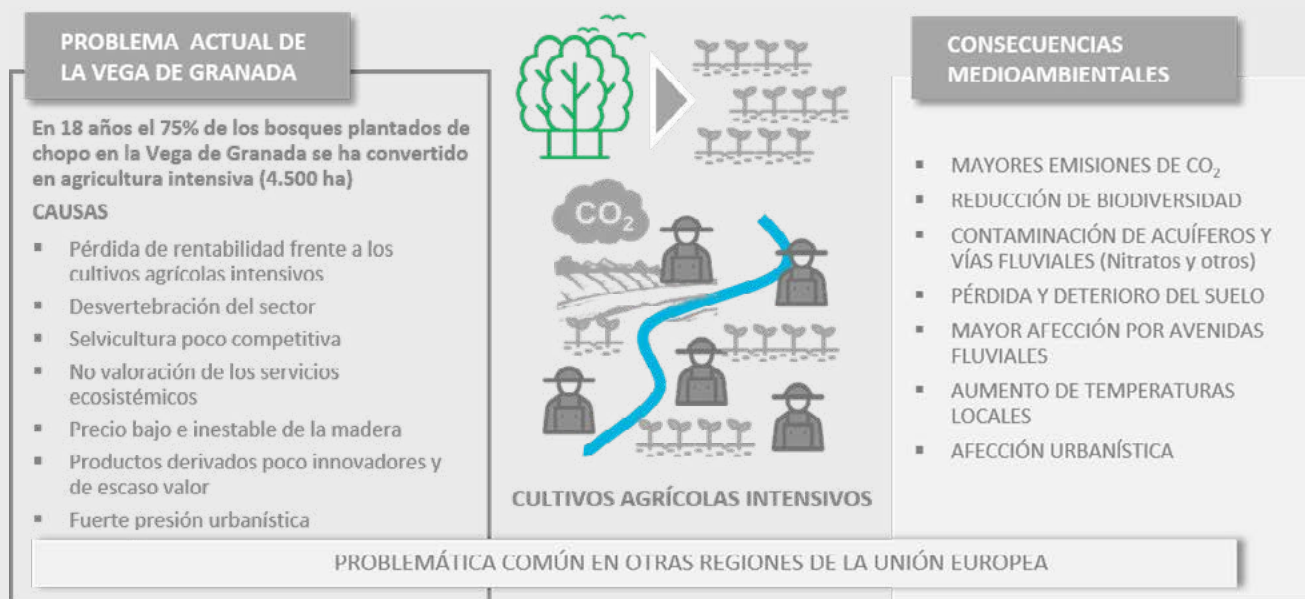 PROBLEMA ACTUAL DE
LA VEGA DE GRANADA
En 18 años el 75% de los bosques plantados de
chopo en la Vega de Granada se ha convertido
en agricultura intensiva (4.500 ha)
CAUSAS
▪ Pérdida de rentabilidad frente a los
cultivos agrícolas intensivos
▪ Desvertebración del sector
▪ Selvicultura poco competitiva
▪ No valoración de los servicios
ecosistémicos
▪ Precio bajo e inestable de la madera
▪ Productos derivados poco innovadores y
de escaso valor
▪ Fuerte presión urbanística
CO₂
CULTIVOS AGRÍCOLAS INTENSIVOS
CONSECUENCIAS
MEDIOAMBIENTALES
▪ MAYORES EMISIONES DE CO₂
▪ REDUCCIÓN DE BIODIVERSIDAD
▪ CONTAMINACIÓN DE ACUÍFEROS Y
VÍAS FLUVIALES (Nitratos y otros)
▪ PÉRDIDA Y DETERIORO DEL SUELO
▪ MAYOR AFECCIÓN POR AVENIDAS
FLUVIALES
▪ AUMENTO DE TEMPERATURAS
LOCALES
▪ AFECCIÓN URBANÍSTICA
PROBLEMÁTICA COMÚN EN OTRAS REGIONES DE LA UNIÓN EUROPEA